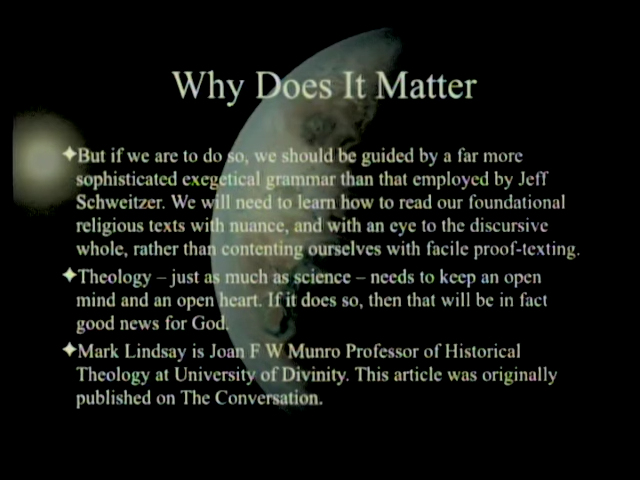 Why Does It Matter
But if we are to do so, we should be guided by a far more
sophisticated exegetical grammar than that employed by Jeff
Schweitzer. We will need to learn how to read our foundational
religious texts with nuance, and with an eye to the discursive
whole, rather than contenting ourselves with facile proof-texting.
Theology – just as much as science – needs to keep an open
mind and an open heart. If it does so, then that will be in fact
good news for God.
Mark Lindsay is Joan F W Munro Professor of Historical
Theology at University of Divinity. This article was originally
published on The Conversation.